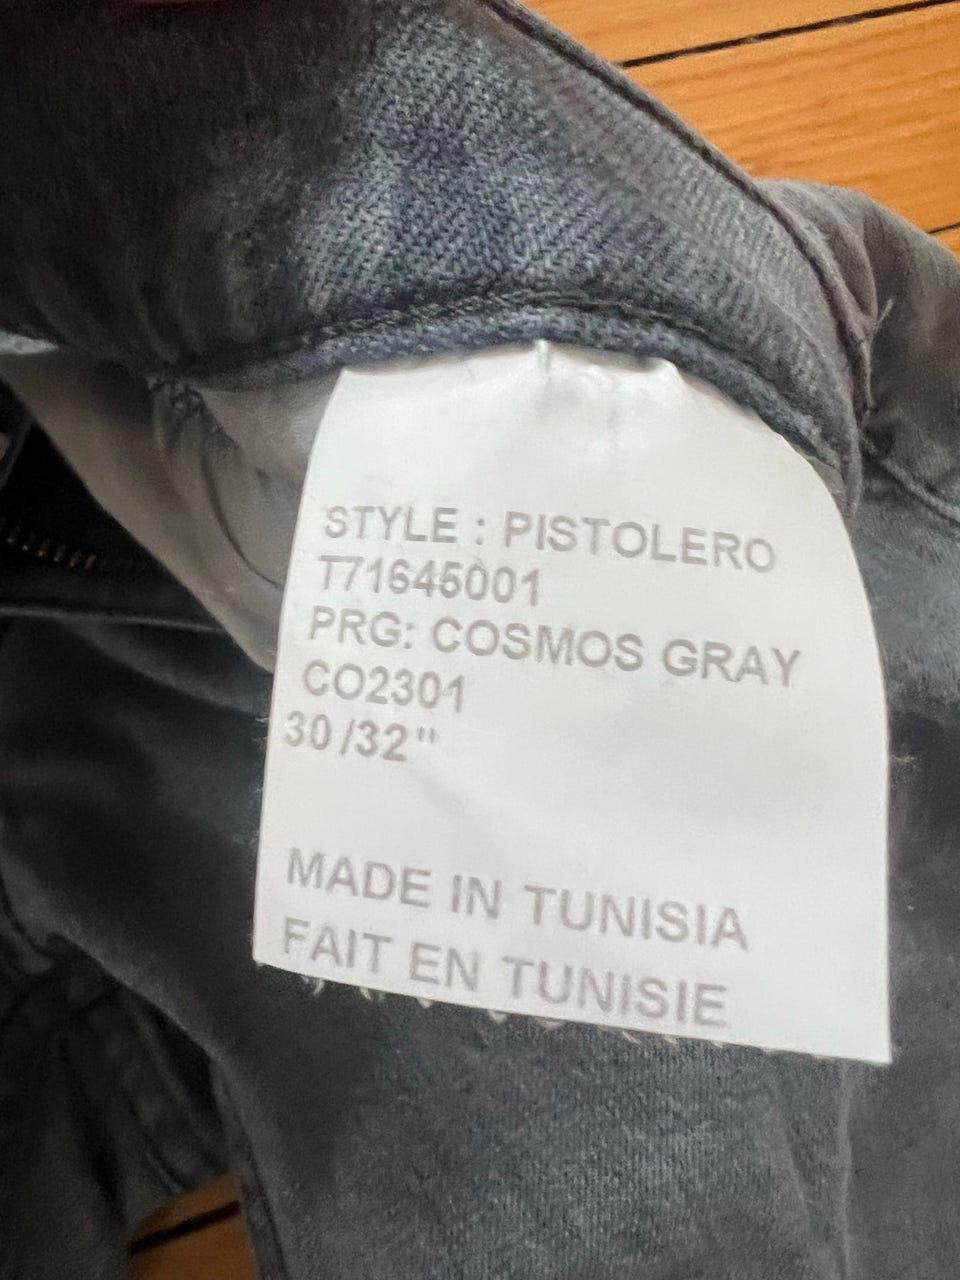 STYLE : PISTOLERO
T71645001
PRG: COSMOS GRAY
CO2301
30 /32"
MADE IN TUNISIA
FAIT EN TUNISIE